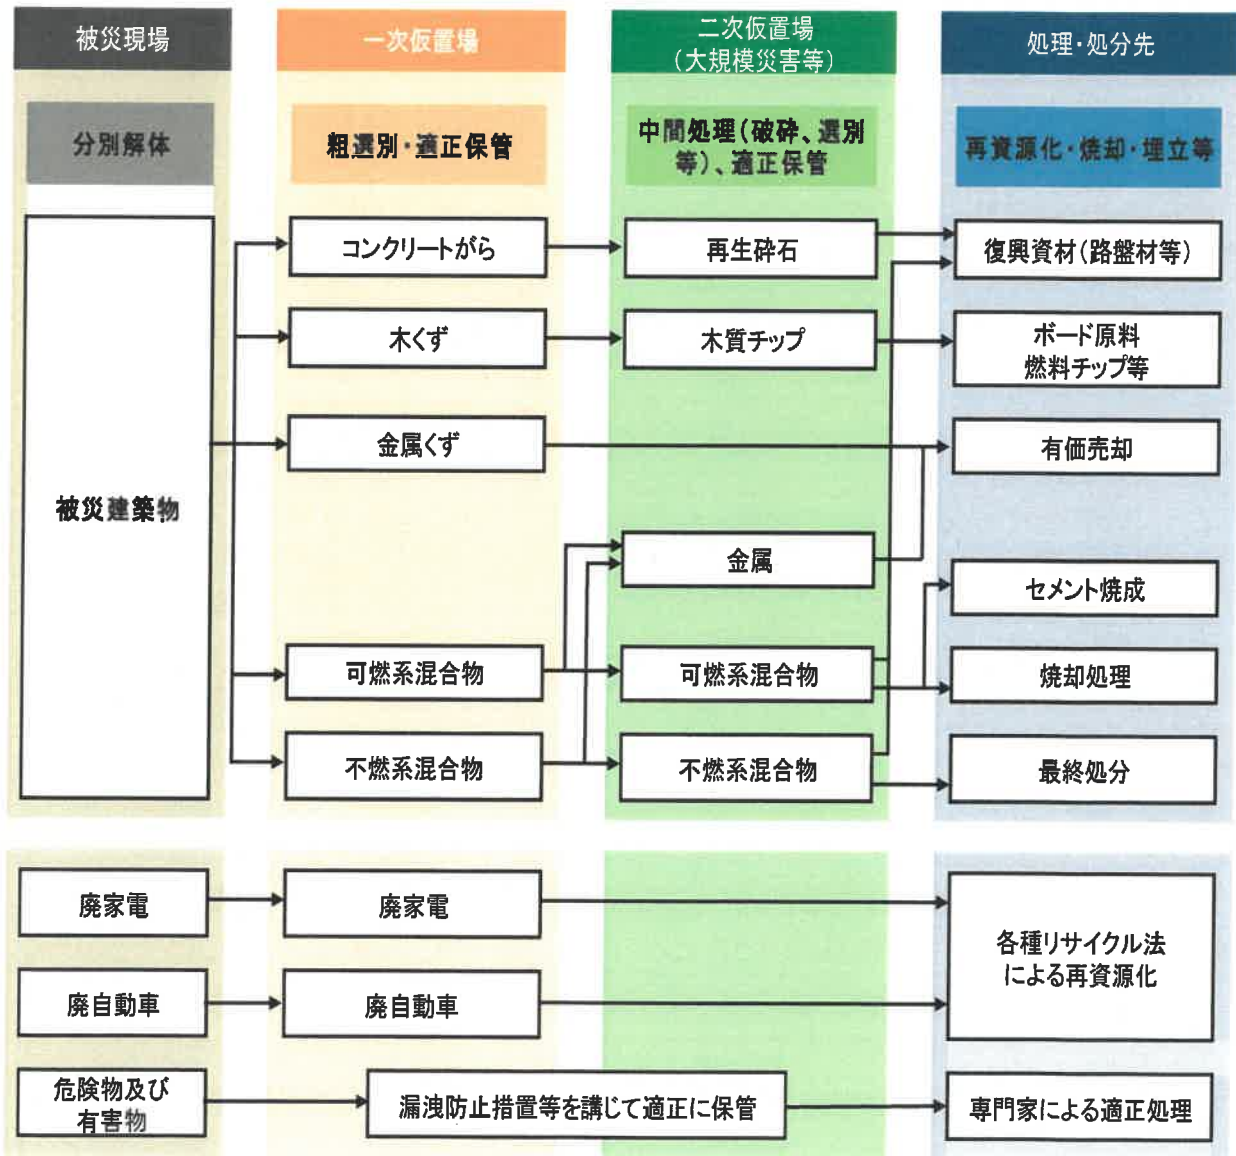 被災現場
一次仮置場
二次仮置場
(大規模災害等)
処理・処分先
分別解体
粗選別・適正保管
中間処理(破砕、選別
等)、適正保管
再資源化・焼却・埋立等
被災建築物
コンクリートがら
再生砕石
復興資材(路盤材等)
木くず
木質チップ
ボード原料
燃料チップ等
金属くず
有価売却
金属
セメント焼成
可燃系混合物
可燃系混合物
焼却処理
不燃系混合物
不燃系混合物
最終処分
廃家電
廃家電
各種リサイクル法
による再資源化
廃自動車
廃自動車
危険物及び
有害物
漏洩防止措置等を講じて適正に保管
専門家による適正処理